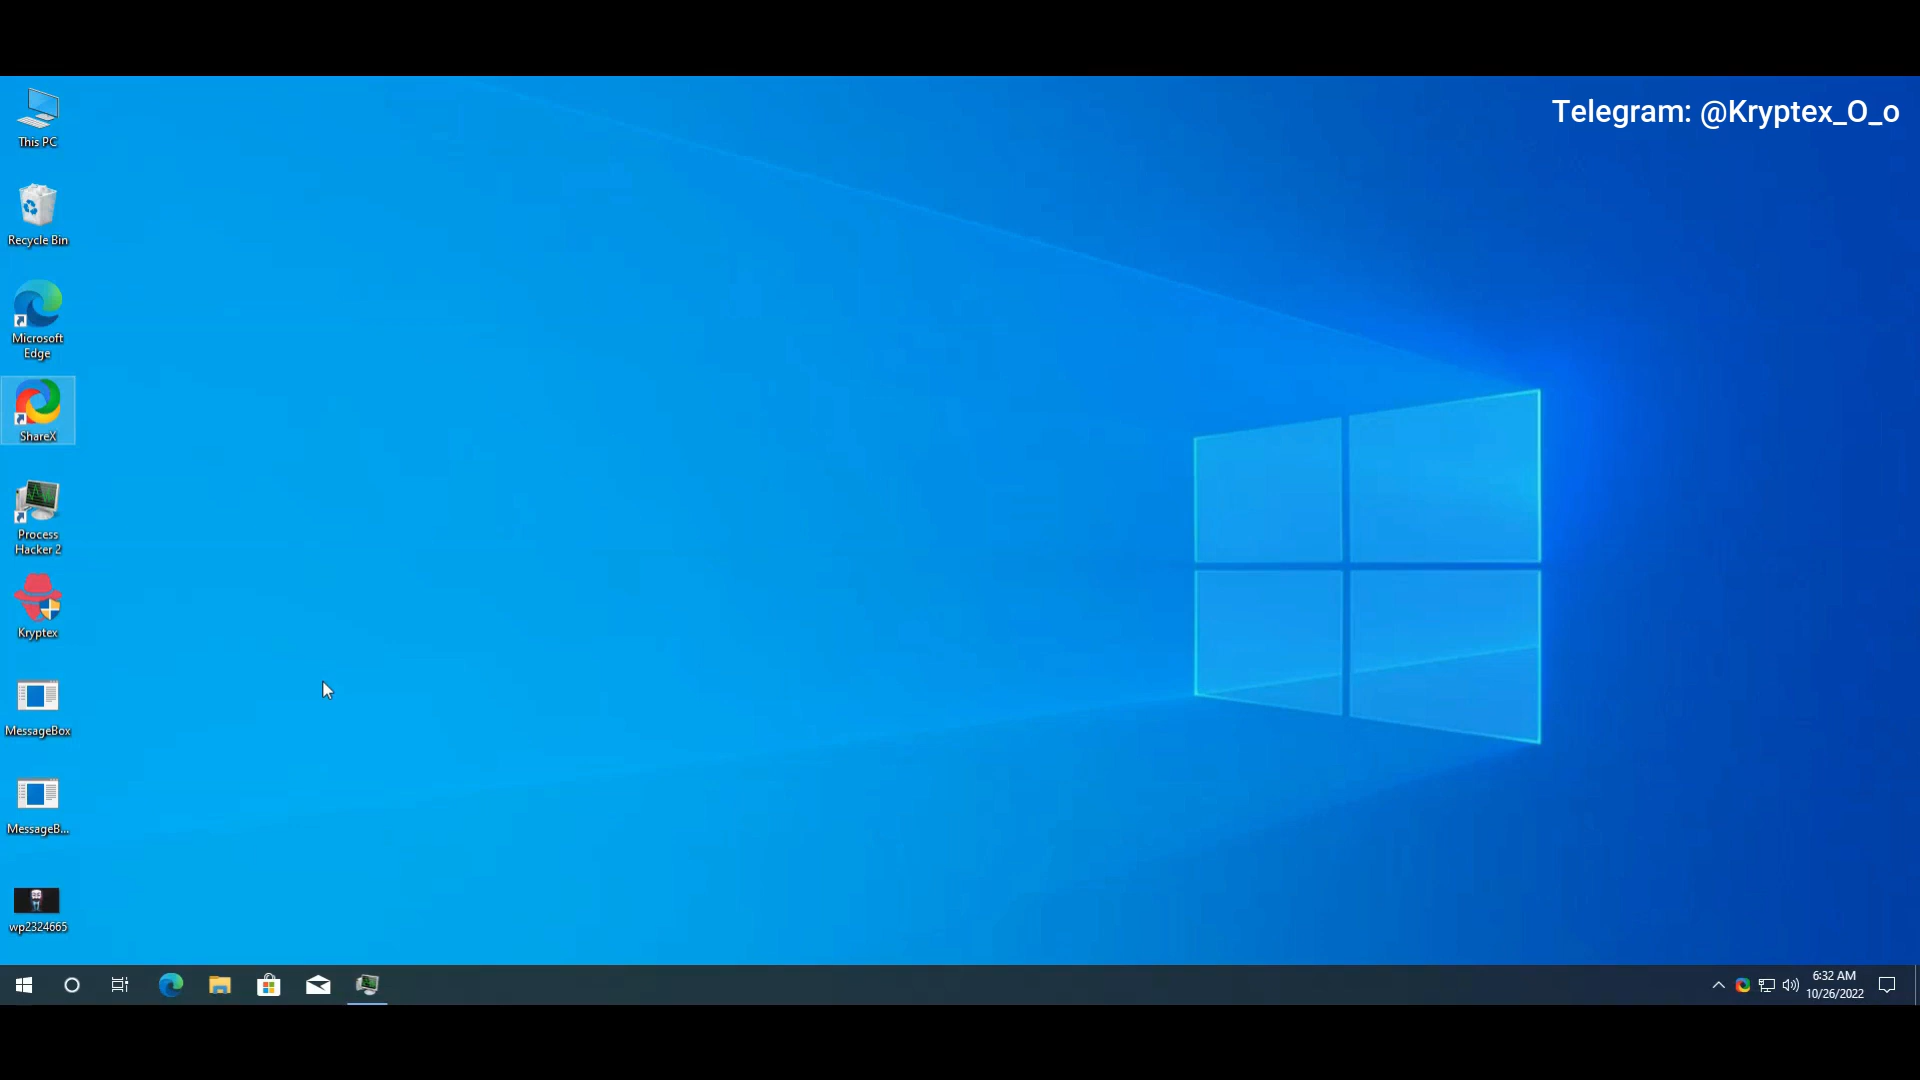 Telegram: @Kryptex_O_o
This PC
Recycle Bin
Microsoft
Edge
ShareX
Process
Hacker 2
Kryptex
MessageBox
MessageB...
wp2324665
6:32 AM
10/26/2022